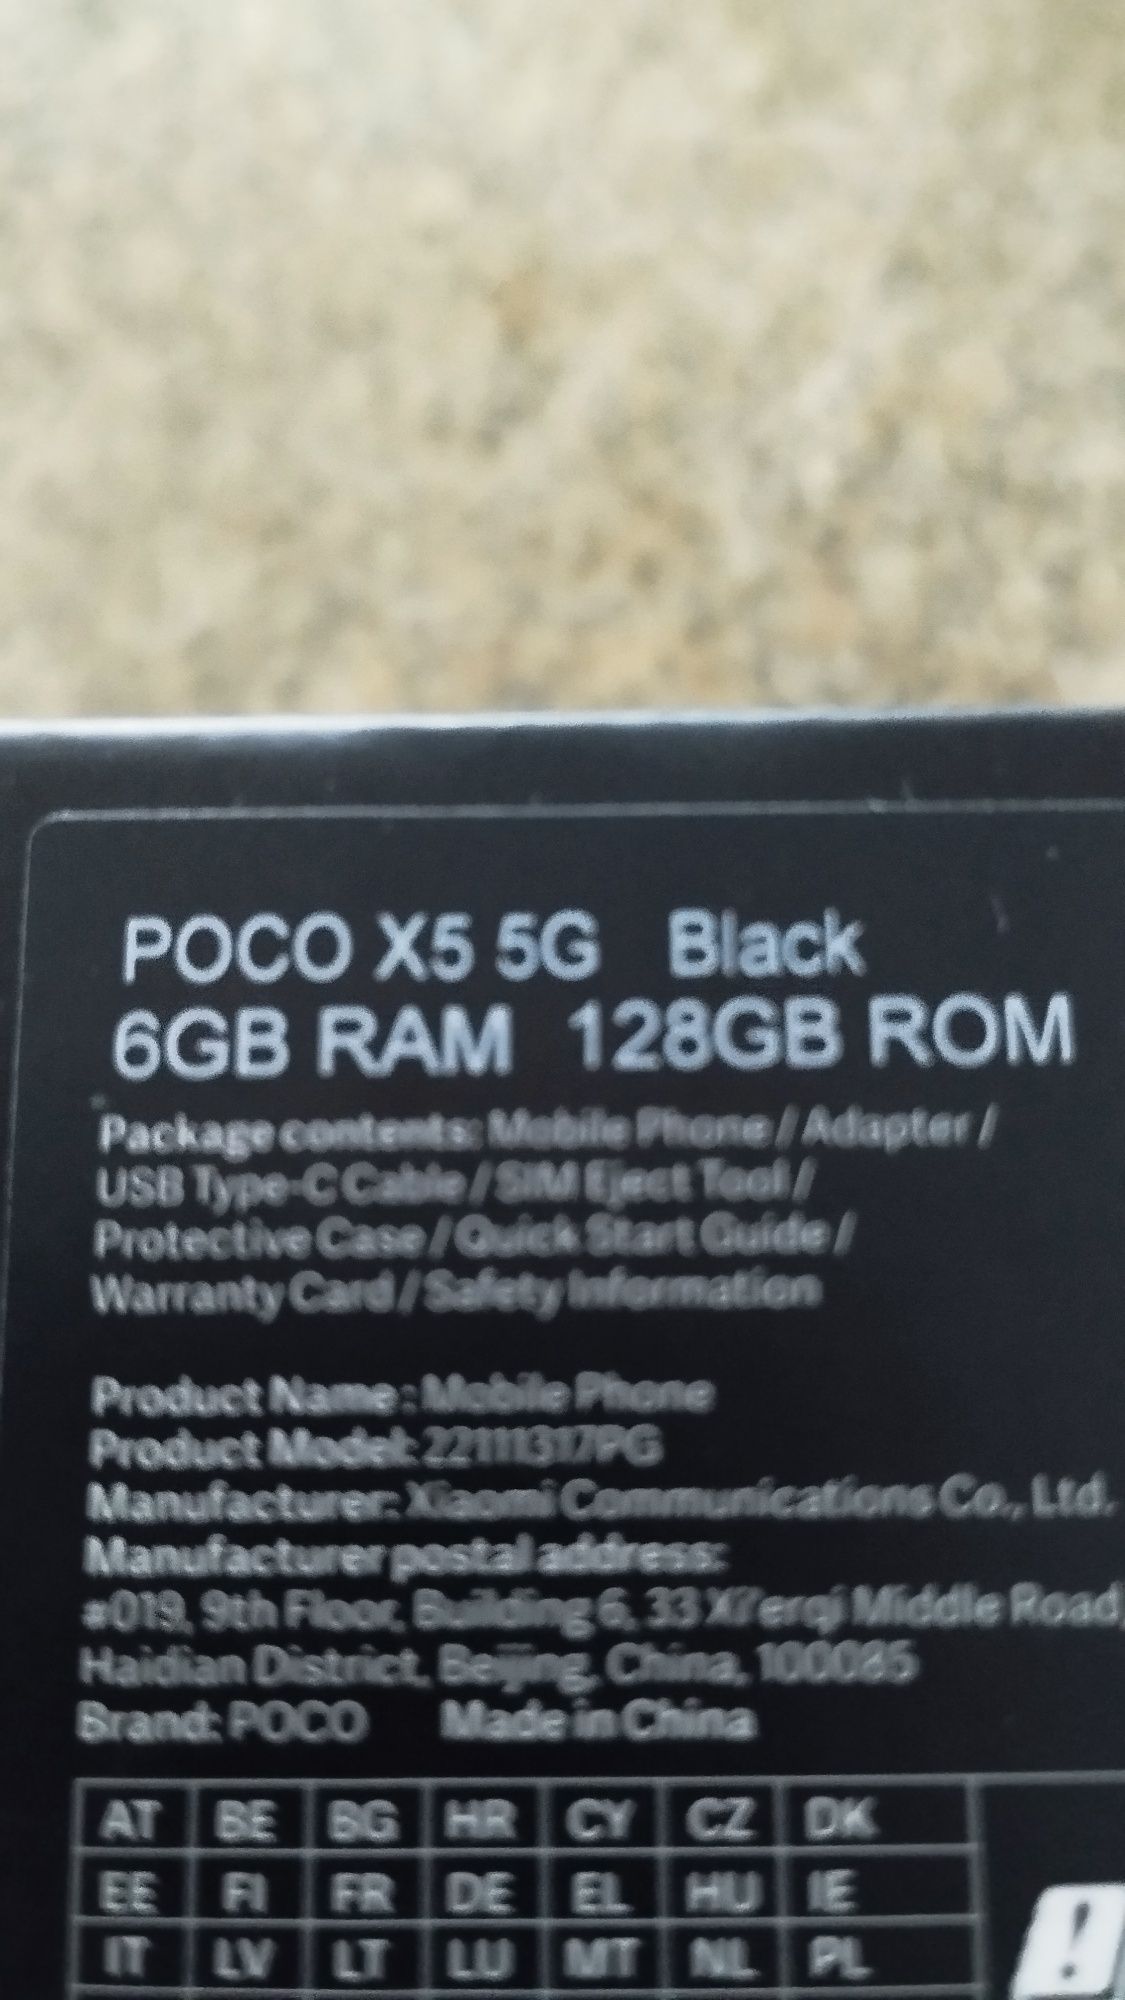 POCO X5 5G Black
6GB RAM 128GB ROM
Package contents: Mobile Phone / Adapter /
USB Type-C Cable / SIM Eject Tool /
Protective Case / Quick Start Guide /
Warranty Card / Safety Information
Product Name : Mobile Phone
Product Model: 22111317PG
Manufacturer: Xiaomi Communications Co., Ltd.
Manufacturer postal address:
#019, 9th Floor, Building 6, 33 Xi'erqi Middle Road,
Haidian District, Beijing, China, 100085
Brand: POCO Made in China
AT BE BG HR CY CZ DK
EE FI FR DE EL HU IE
IT LV LT LU MT NL PL
!